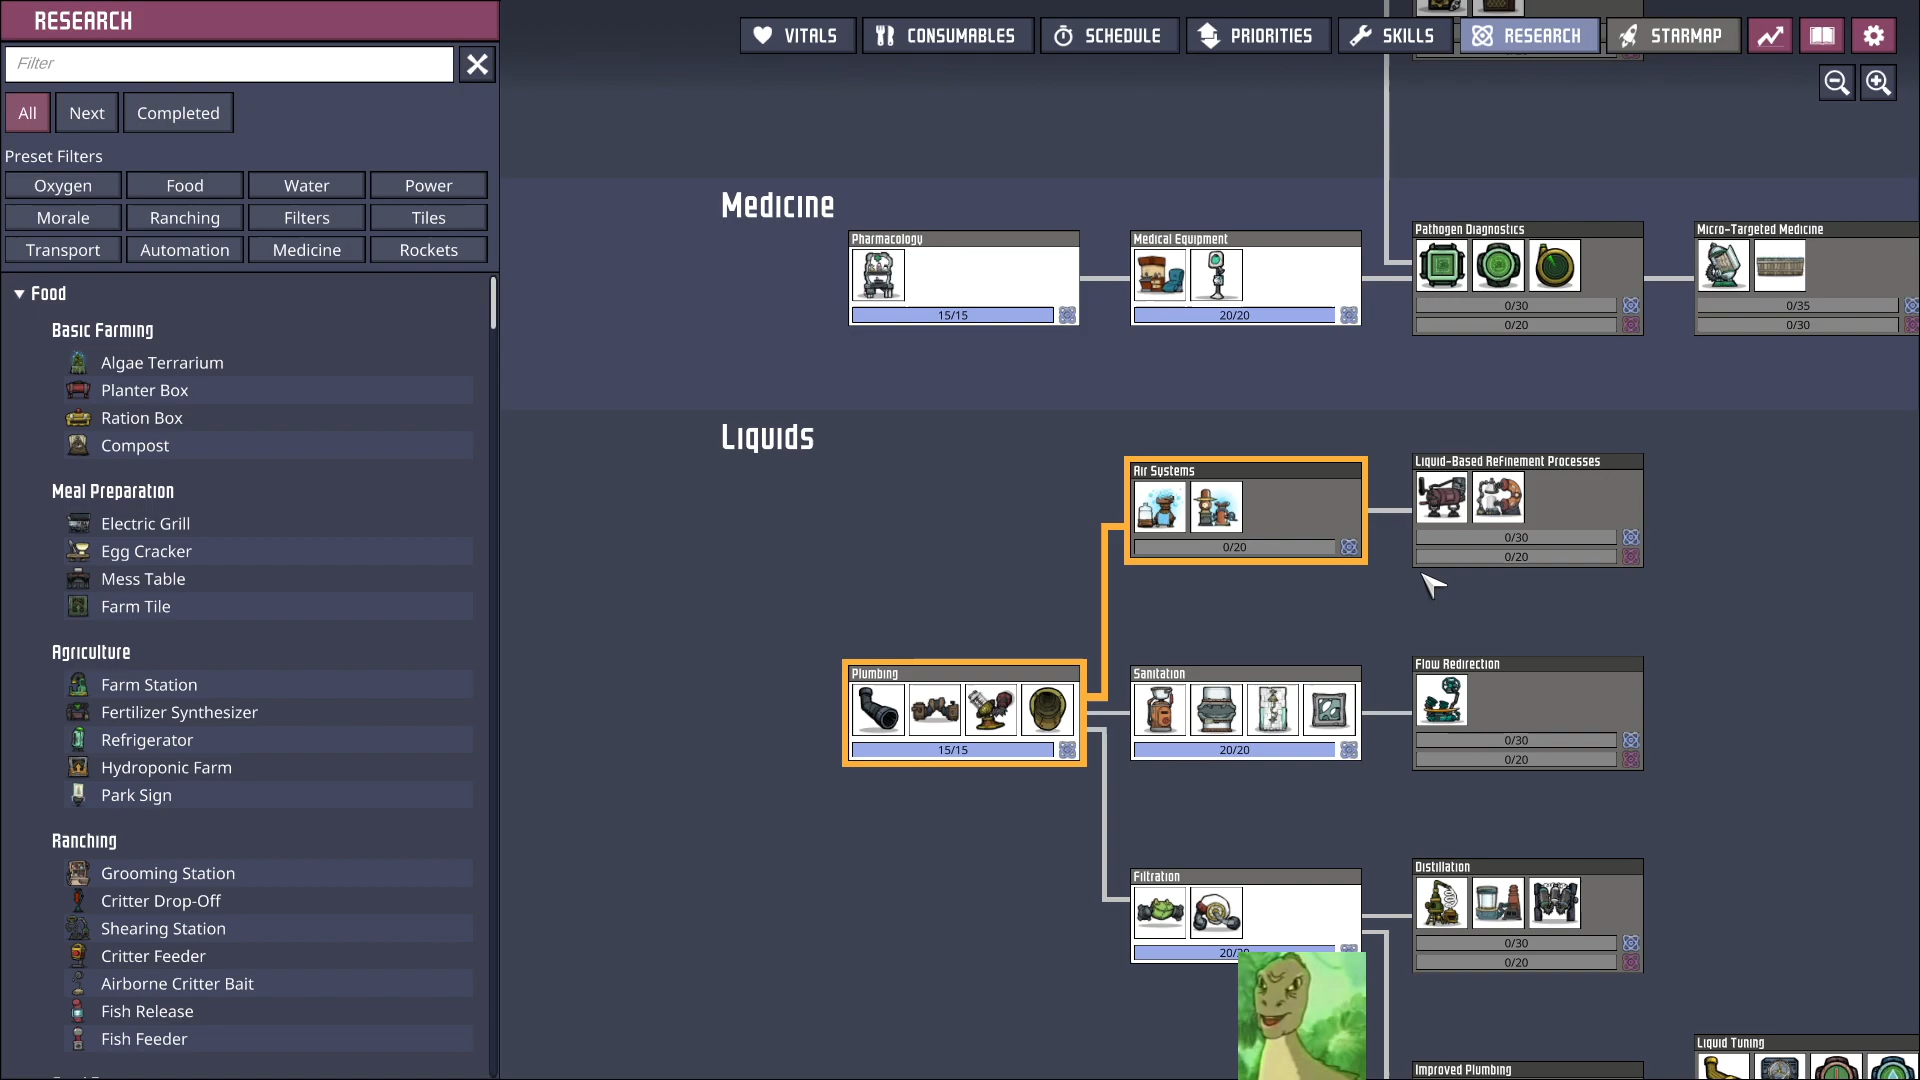 RESEARCH
VITALS
CONSUMABLES
SCHEDULE
PRIORITIES
SKILLS
RESEARCH
STARMAP
Filter
All
Next
Completed
Preset Filters
Oxygen
Food
Water
Power
Morale
Ranching
Filters
Tiles
Transport
Automation
Medicine
Rockets
Food
Basic Farming
Algae Terrarium
Planter Box
Ration Box
Compost
Meal Preparation
Electric Grill
Egg Cracker
Mess Table
Farm Tile
Agriculture
Farm Station
Fertilizer Synthesizer
Refrigerator
Hydroponic Farm
Park Sign
Ranching
Grooming Station
Critter Drop-Off
Shearing Station
Critter Feeder
Airborne Critter Bait
Fish Release
Fish Feeder
Medicine
Pharmacology
15/15
Medical Equipment
20/20
Pathogen Diagnostics
0/30
0/20
Micro-Targeted Medicine
0/35
0/30
Liquids
Air Systems
0/20
Liquid-Based Refinement Processes
0/30
0/20
Plumbing
15/15
Sanitation
20/20
Flow Redirection
0/30
0/20
Filtration
Distillation
0/30
0/20
Liquid Tuning
Improved Plumbing